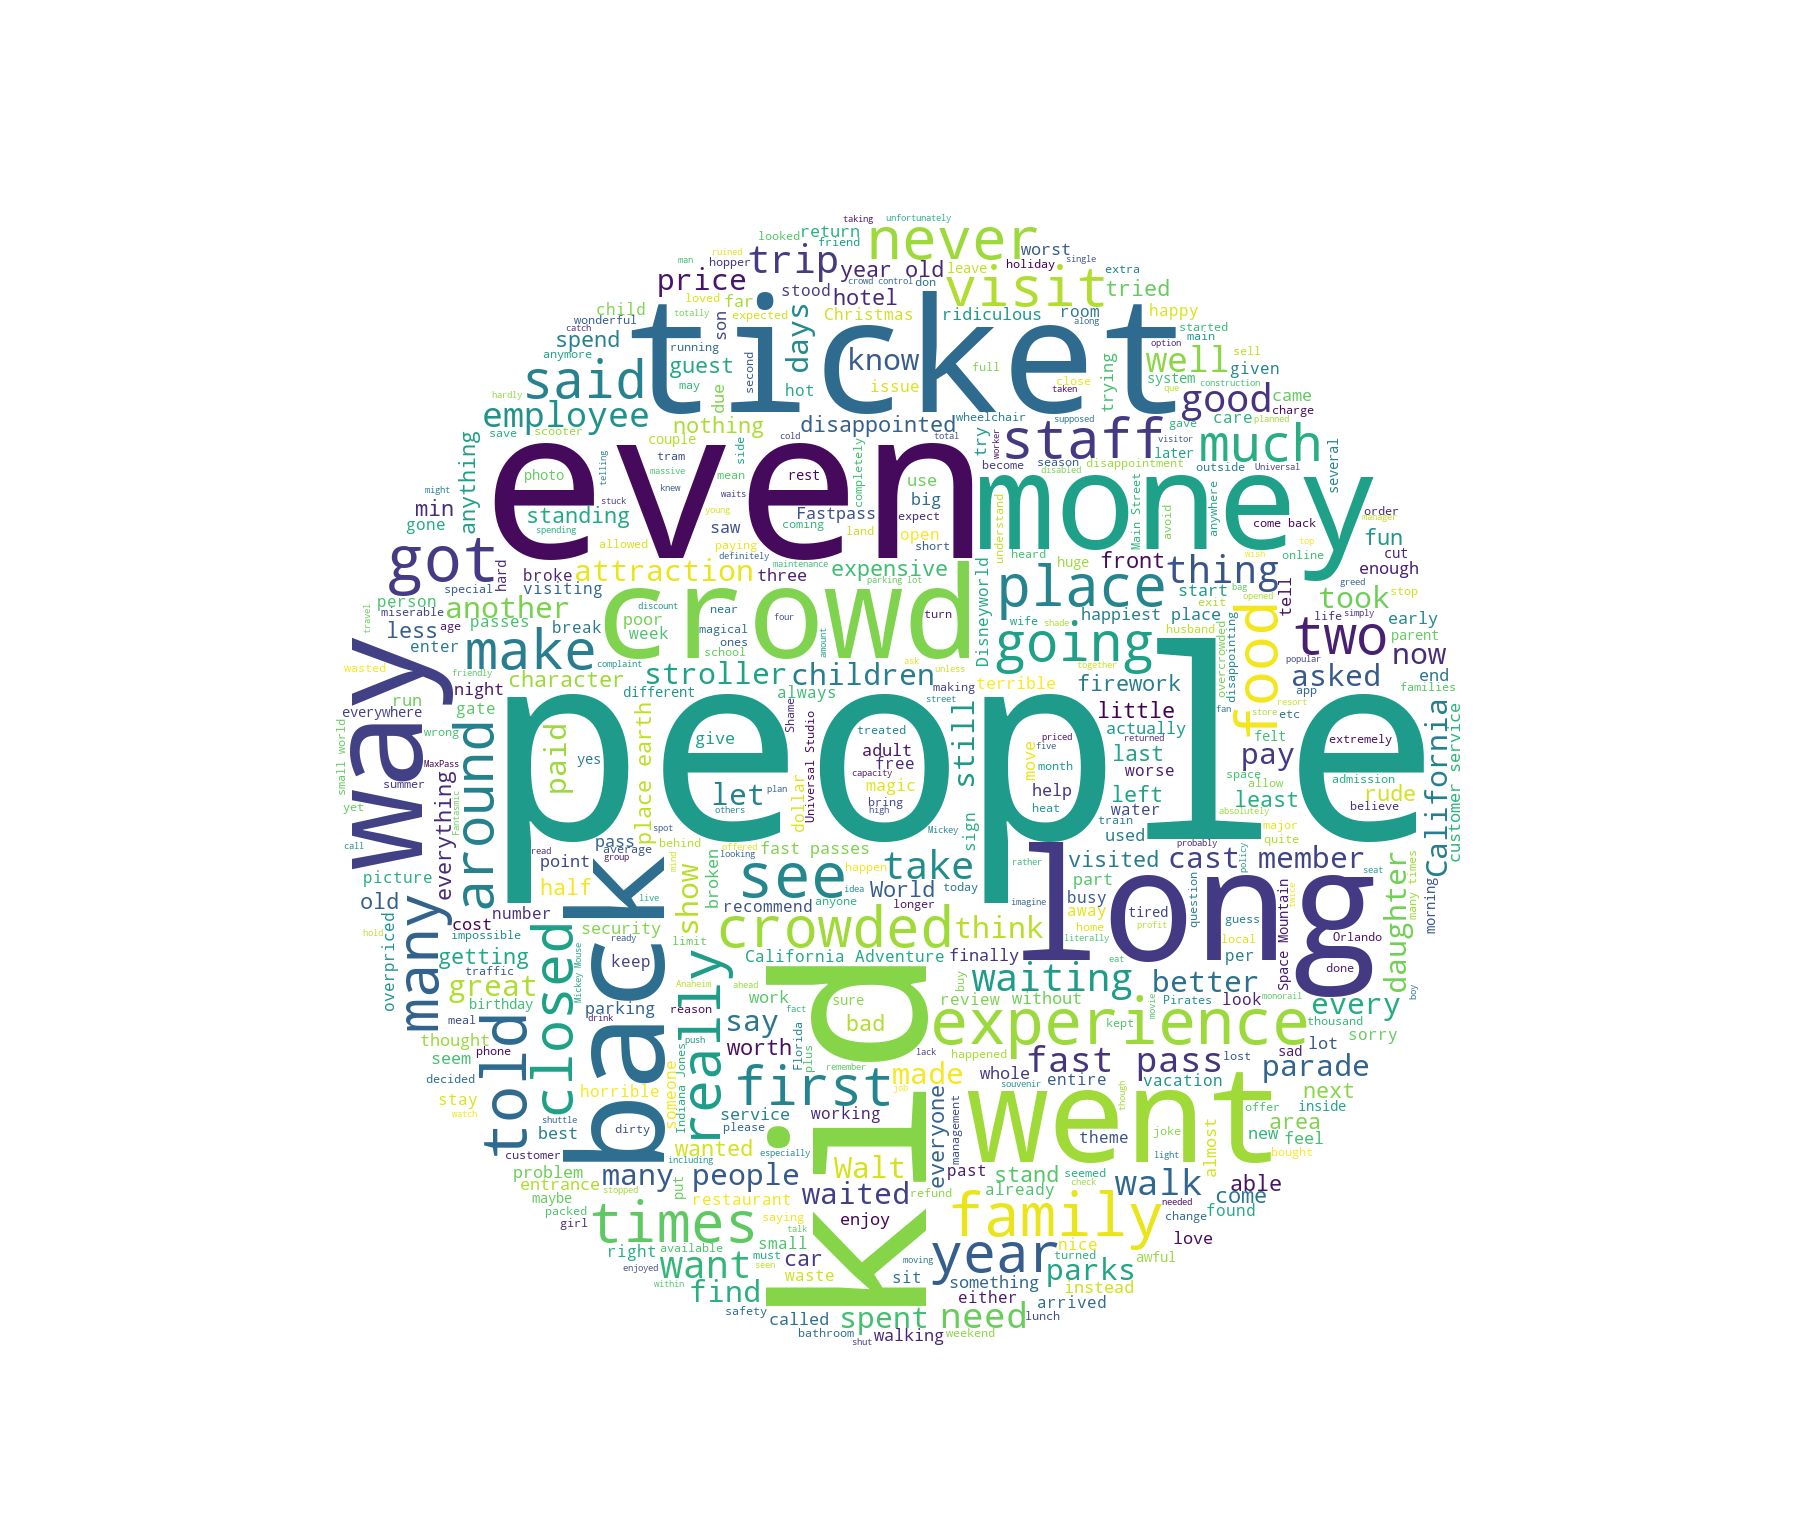 taking unfortunately
looked return friend never worst
ruined man hopper trip year old leave holiday single extra
price stood crowd control don visit tried
child loved far hotel Christmas ridiculous room along happy
wonderful totally expected son days ticket started
catch spend running know full option main sell
anymore said guest second hot issue close trying well system given
hardly may due taken que construction good came charge
employee nothing disappointed wheelchair supposed gave care planned
save scooter couple side cold total try staff worker visitor later much several
anything tram mean even become season disappointment outside Universal
might min photo telling massive knew waits rest completely use big disabled money
gone standing stuck young saw Fastpass expect land open understand Main Street avoid anywhere come back order manager
spending coming short heard huge online wish top fun
got allowed paying definitely maintenance parking lot front thing cut enough
hard broke attraction three expensive Disneyworld place greed
special visiting crowd start exit bag opened tell took stop
travel person miserable another passes discount near four turn happiest place food life simply early
less age break poor week magical ones wife shade husband two parent
enter make school amount going overcrowded disappointing popular now
wasted friendly complaint stroller children ask unless together terrible firework asked end
run night character different always making street little app families
everywhere gate around Shame still actually fan store resort etc
small world wrong way paid place earth give treated people priced returned five last pay felt California customer service
MaxPass yes Universal Studio adult free capacity move month worse extremely
summer let dollar magic plan help left space allow admission rude
yet Fantasmic everything others bring high heat water least believe
call spot Mickey sign train absolutely
read pass behind offered used major quite
point average group looking fast passes happen see take long probably visited cast member policy seat
picture half back show broken mind idea World today rather part busy many times
old many number live recommend anyone longer imagine away question Space Mountain twice daughter morning
cost closed crowded think tired profit guess
hold overpriced impossible security limit home literally local Orlando
getting ready really finally per
traffic Mickey Mouse keep California Adventure eat done
great Anaheim ahead buy waiting better monorail
birthday parking reason work sure review without Pirates look every boy
meal drink fact kid movie thousand
told push say bad experience kept sorry
thought phone Indiana Jones worth Florida plus lack happened fast pass lost sad lot
seem decided horrible remember first made whole entire vacation parade
stay someone job souvenir went though next
watch shuttle service working everyone management offer inside
best dirty please theme joke new area feel
customer wanted especially light almost bought
problem including many people Walt past stand seemed
entrance stopped put restaurant waited refund already check walk able
maybe packed saying family needed come found
girl times talk enjoy change
small year nice love
right available must car moving turned awful
enjoyed want seen waste sit something parks
within find either instead
safety called spent need arrived lunch
bathroom shut walking weekend